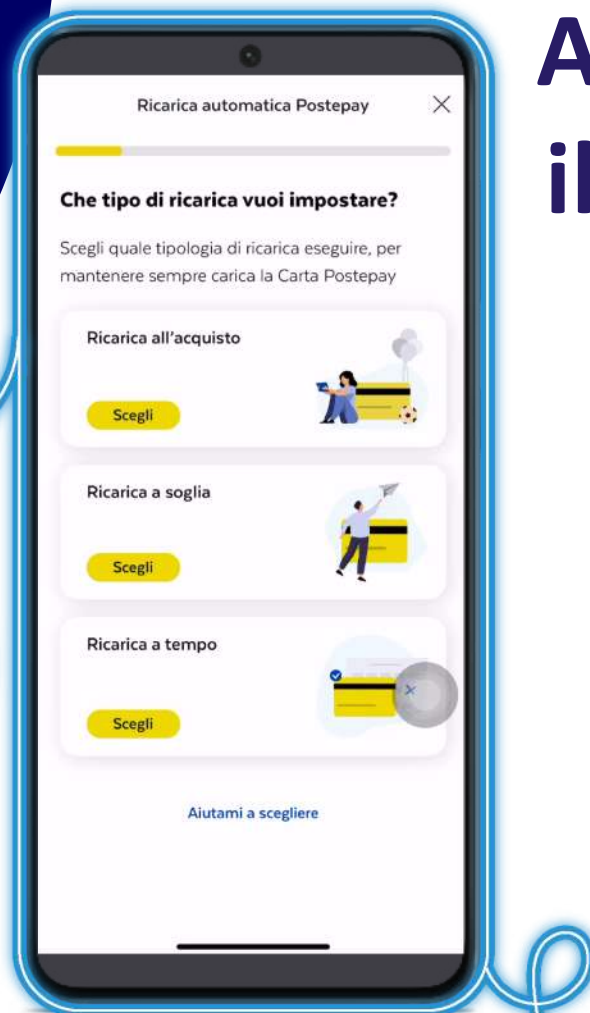 Ricarica automatica Postepay
Che tipo di ricarica vuoi impostare?
Scegli quale tipologia di ricarica eseguire, per
mantenere sempre carica la Carta Postepay
Ricarica all'acquisto
Scegli
Ricarica a soglia
Scegli
Ricarica a tempo
Scegli
Aiutami a scegliere
A
il